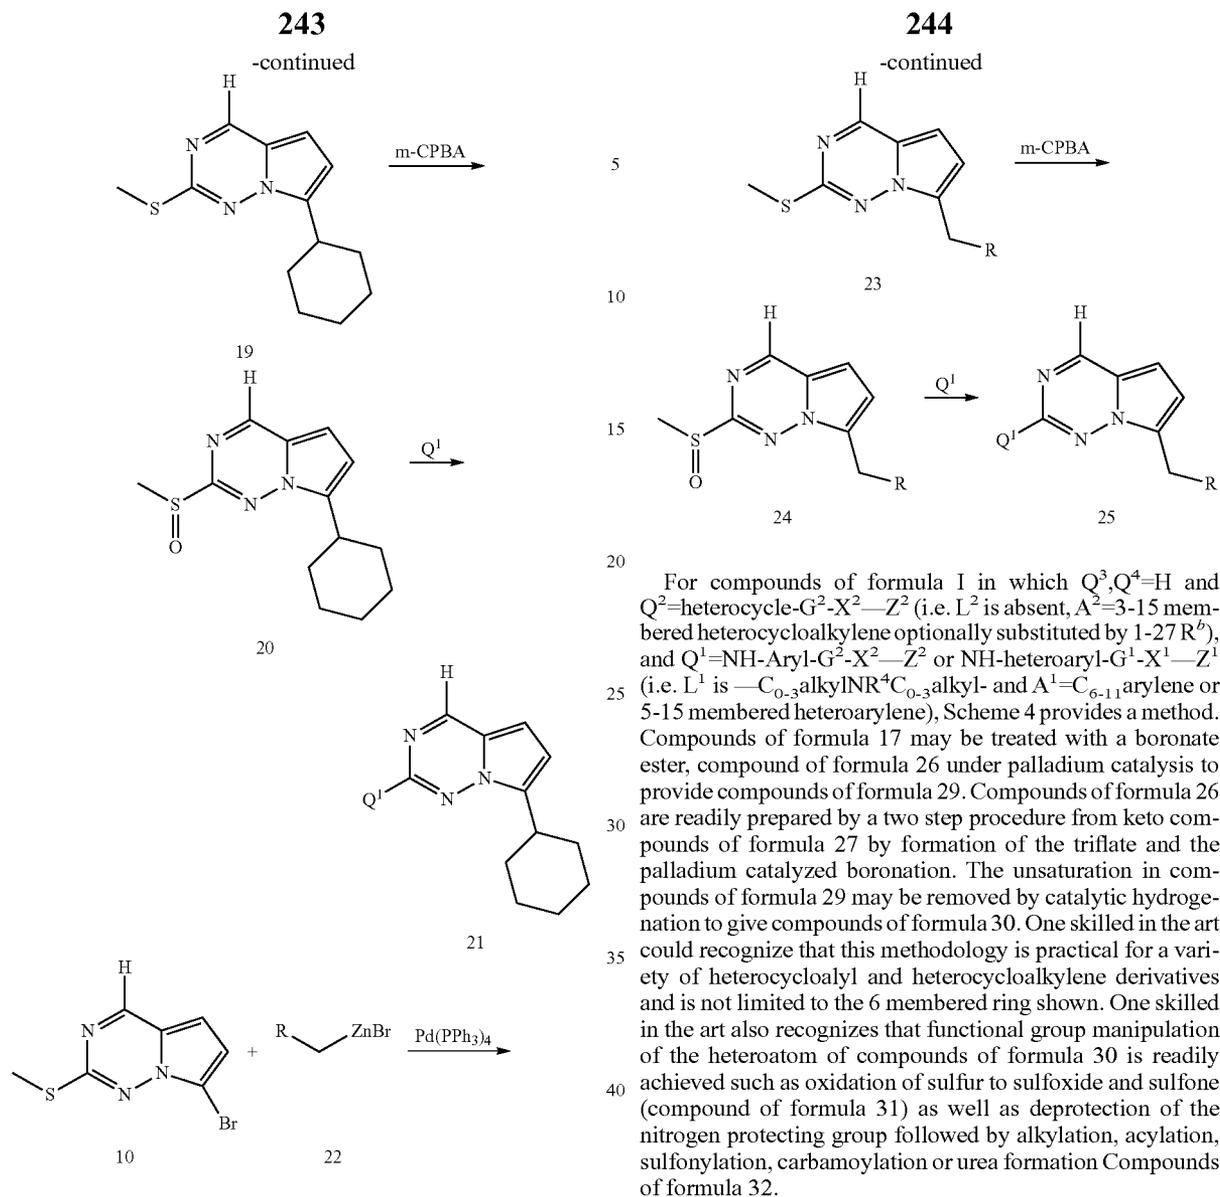 243
-continued
H
N
m-CPBA
N
S
N
19
H
N
Q¹
N
S
N
O
20
H
N
N
Q¹
N
21
H
N
R
ZnBr
Pd(PPh₃)₄
+
N
S
N
Br
10
22
5
10
15
20
25
30
35
40
244
-continued
H
N
m-CPBA
N
S
N
R
23
H
H
N
N
Q¹
N
N
S
N
Q¹
N
O
R
R
24
25
For compounds of formula I in which Q³,Q⁴=H and
Q²=heterocycle-G²-X²—Z² (i.e. L² is absent, A²=3-15 mem-
bered heterocycloalkylene optionally substituted by 1-27 Rᵇ),
and Q¹=NH-Aryl-G²-X²—Z² or NH-heteroaryl-G¹-X¹—Z¹
(i.e. L¹ is —C₀₋₃alkylNR⁴C₀₋₃alkyl- and A¹=C₆₋₁₁arylene or
5-15 membered heteroarylene), Scheme 4 provides a method.
Compounds of formula 17 may be treated with a boronate
ester, compound of formula 26 under palladium catalysis to
provide compounds of formula 29. Compounds of formula 26
are readily prepared by a two step procedure from keto com-
pounds of formula 27 by formation of the triflate and the
palladium catalyzed boronation. The unsaturation in com-
pounds of formula 29 may be removed by catalytic hydroge-
nation to give compounds of formula 30. One skilled in the art
could recognize that this methodology is practical for a vari-
ety of heterocycloalyl and heterocycloalkylene derivatives
and is not limited to the 6 membered ring shown. One skilled
in the art also recognizes that functional group manipulation
of the heteroatom of compounds of formula 30 is readily
achieved such as oxidation of sulfur to sulfoxide and sulfone
(compound of formula 31) as well as deprotection of the
nitrogen protecting group followed by alkylation, acylation,
sulfonylation, carbamoylation or urea formation Compounds
of formula 32.